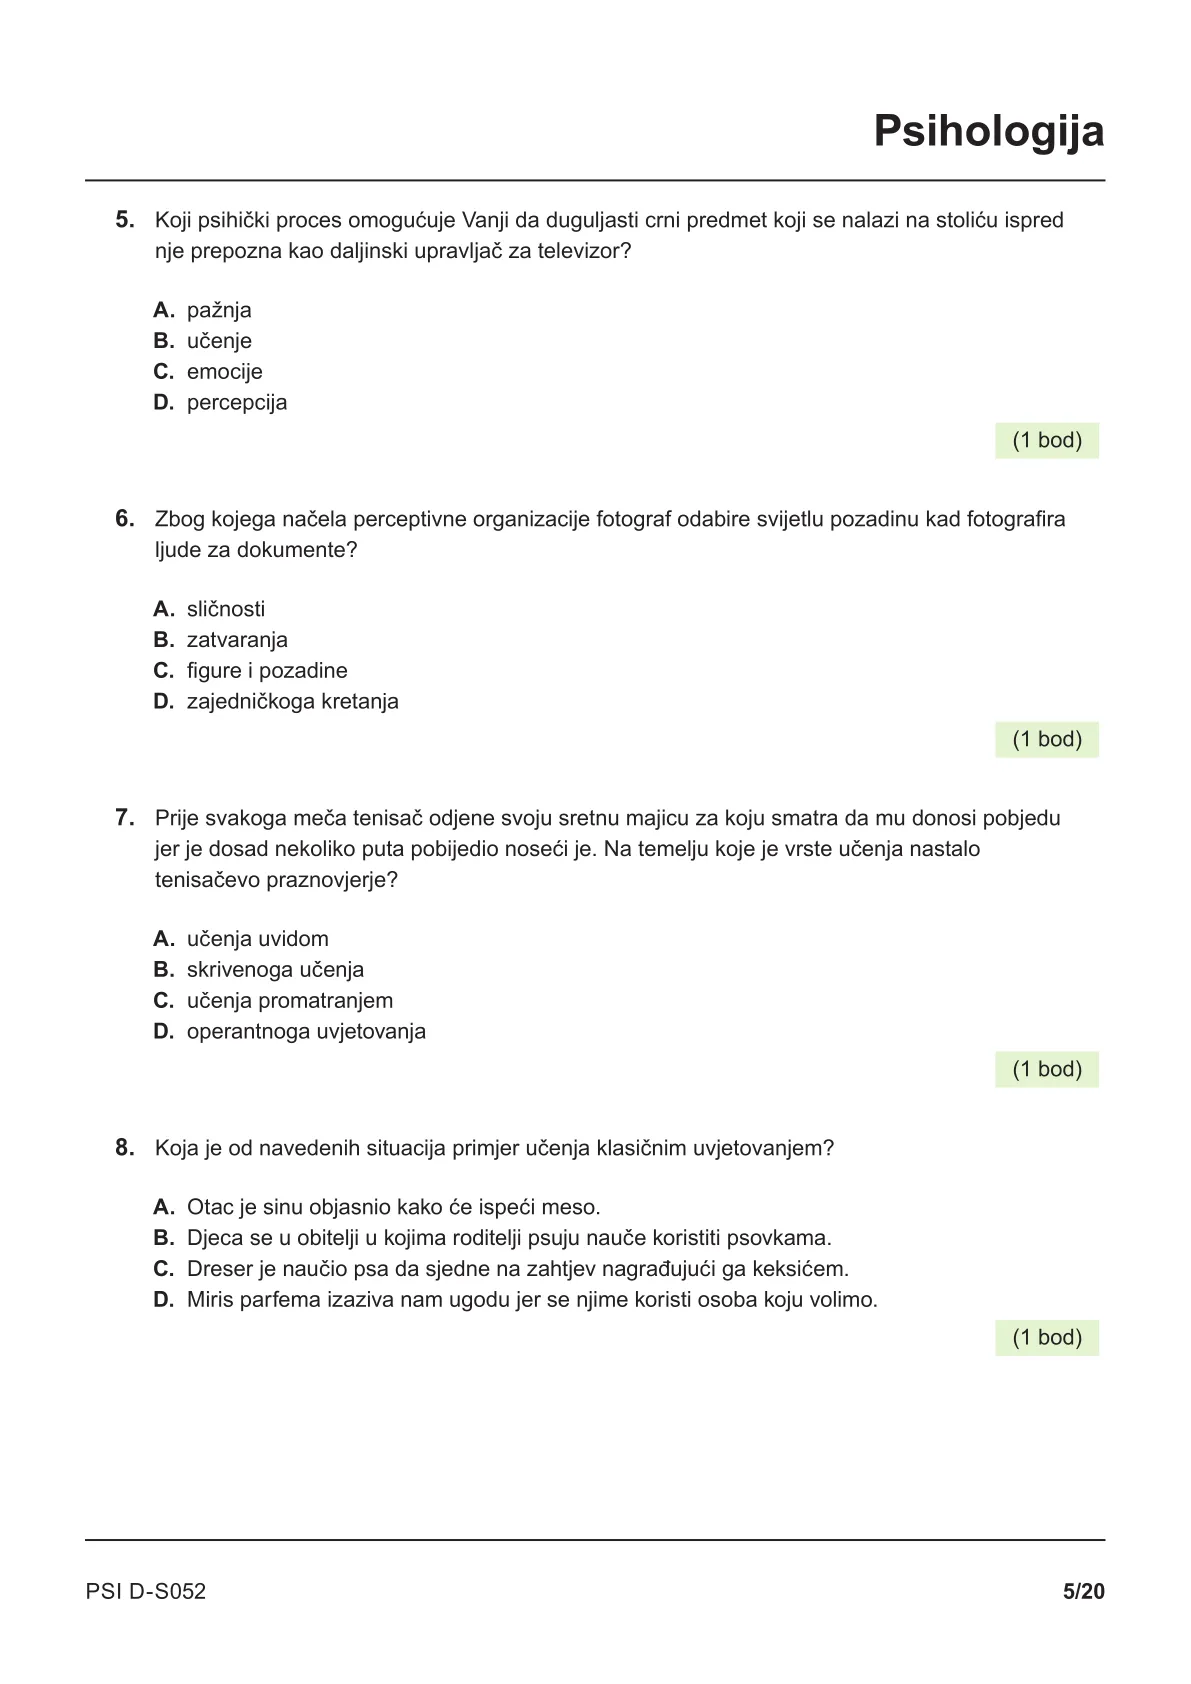 Psihologija
5. Koji psihički proces omogućuje Vanji da duguljasti crni predmet koji se nalazi na stoliću ispred
nje prepozna kao daljinski upravljač za televizor?
A. pažnja
B. učenje
C. emocije
D. percepcija
(1 bod)
6. Zbog kojega načela perceptivne organizacije fotograf odabire svijetlu pozadinu kad fotografira
ljude za dokumente?
A. sličnosti
B. zatvaranja
C. figure i pozadine
D. zajedničkoga kretanja
(1 bod)
7. Prije svakoga meča tenisač odjene svoju sretnu majicu za koju smatra da mu donosi pobjedu
jer je dosad nekoliko puta pobijedio noseći je. Na temelju koje je vrste učenja nastalo
tenisačevo praznovjerje?
A. učenja uvidom
B. skrivenoga učenja
C. učenja promatranjem
D. operantnoga uvjetovanja
(1 bod)
8. Koja je od navedenih situacija primjer učenja klasičnim uvjetovanjem?
A. Otac je sinu objasnio kako će ispeći meso.
B. Djeca se u obitelji u kojima roditelji psuju nauče koristiti psovkama.
C. Dreser je naučio psa da sjedne na zahtjev nagrađujući ga keksićem.
D. Miris parfema izaziva nam ugodu jer se njime koristi osoba koju volimo.
(1 bod)
PSI D-S052
5/20